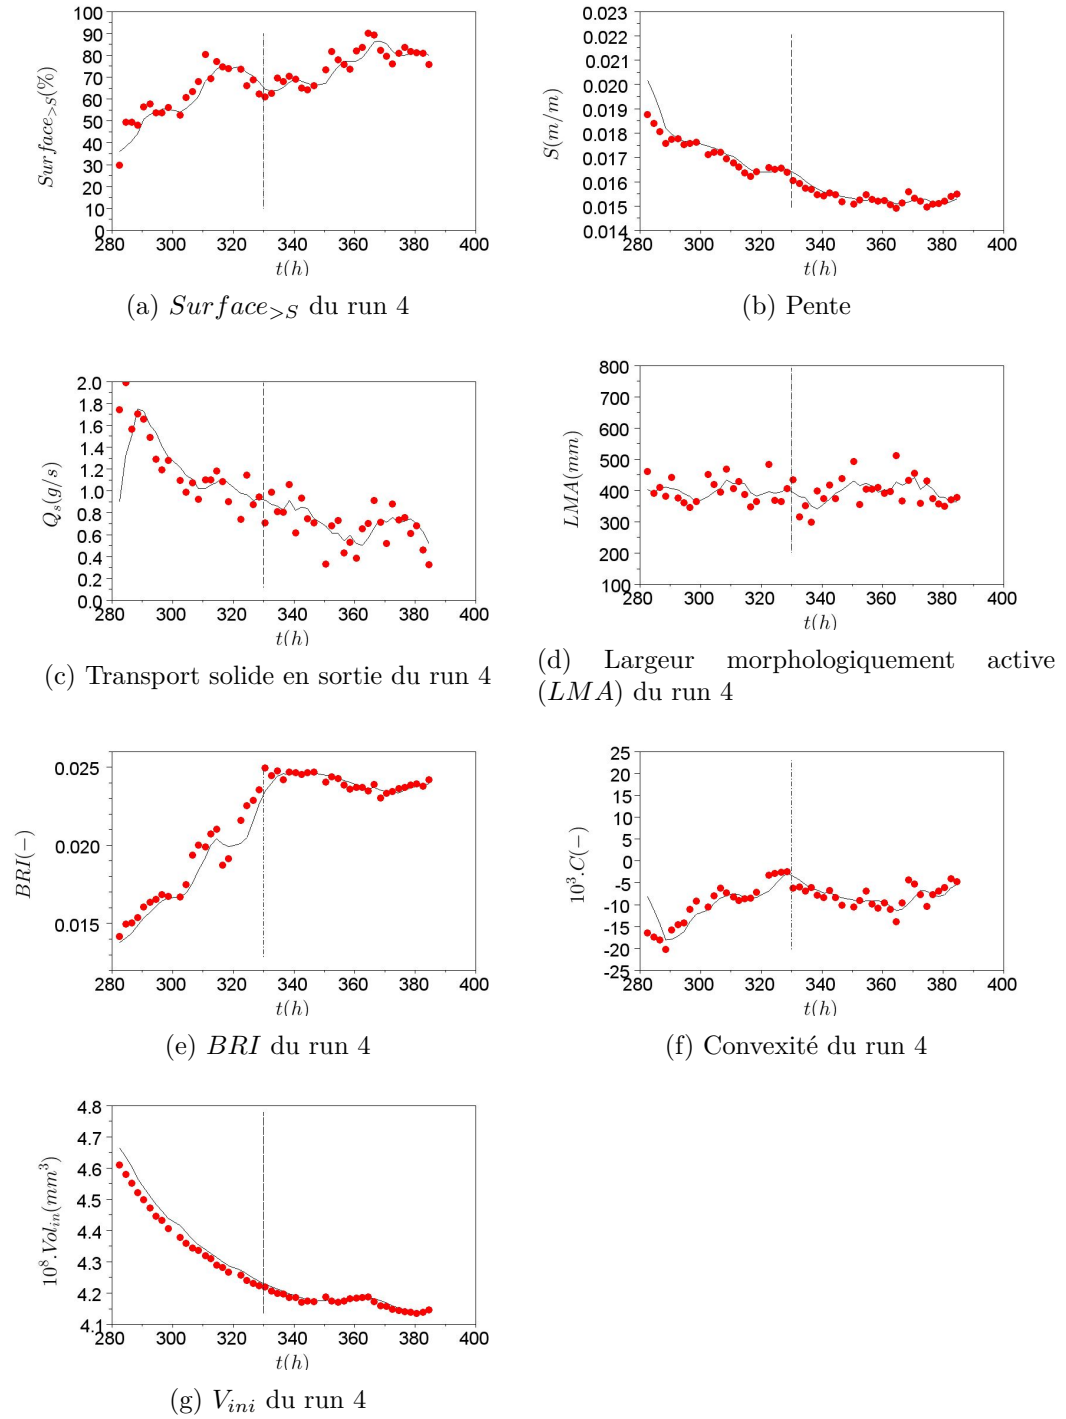 100
90
80
70
60
50
40
30
20
10
0
Surface>S(%)
280 300 320 340 360 380 400
t(h)
(a) Surface>S du run 4
0.023
0.022
0.021
0.020
0.019
0.018
0.017
0.016
0.015
0.014
S(m/m)
280 300 320 340 360 380 400
t(h)
(b) Pente
2.0
1.8
1.6
1.4
1.2
1.0
0.8
0.6
0.4
0.2
0.0
Qs(g/s)
280 300 320 340 360 380 400
t(h)
(c) Transport solide en sortie du run 4
800
700
600
500
400
300
200
100
LMA(mm)
280 300 320 340 360 380 400
t(h)
(d) Largeur morphologiquement active
(LMA) du run 4
0.025
0.020
0.015
BRI(−)
280 300 320 340 360 380 400
t(h)
(e) BRI du run 4
25
20
15
10
5
0
-5
-10
-15
-20
-25
10³.C(−)
280 300 320 340 360 380 400
t(h)
(f) Convexité du run 4
4.8
4.7
4.6
4.5
4.4
4.3
4.2
4.1
10⁸.Volin(mm³)
280 300 320 340 360 380 400
t(h)
(g) Vini du run 4